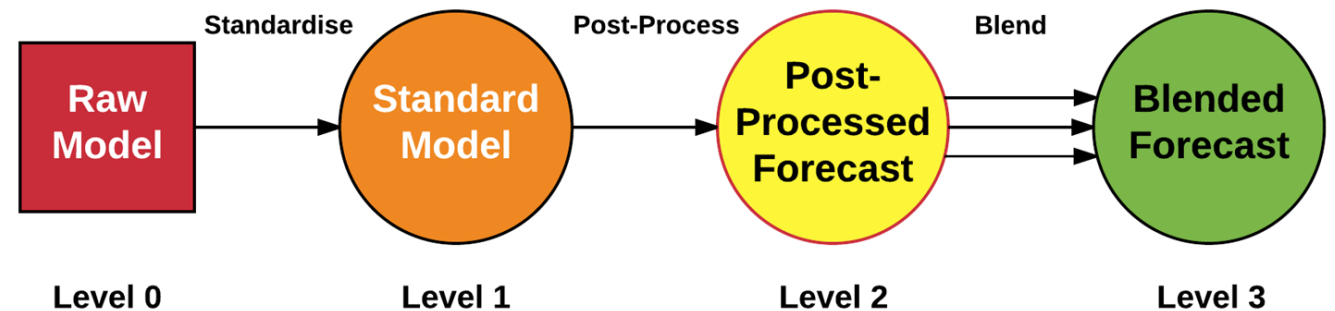 Standardise
Post-Process
Blend
Raw
Model
Standard
Model
Post-
Processed
Forecast
Blended
Forecast
Level 0
Level 1
Level 2
Level 3